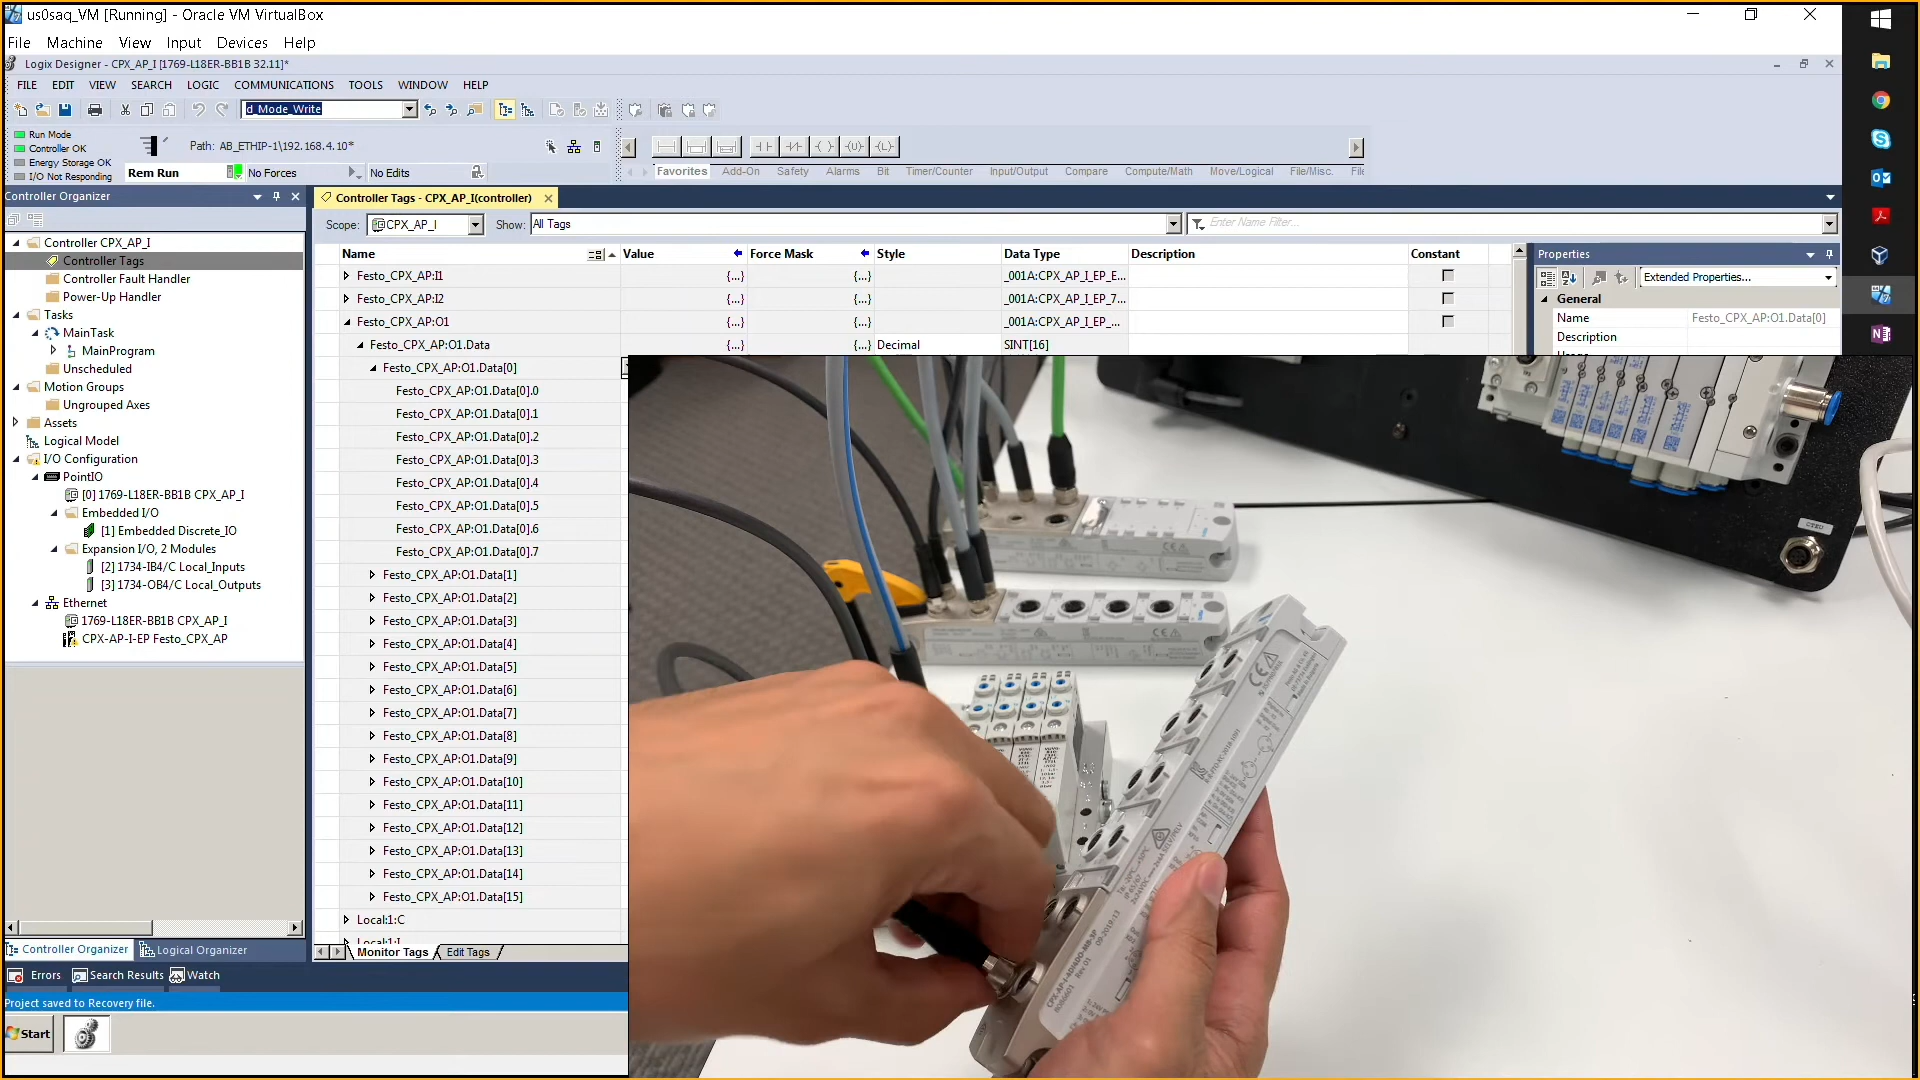 us0saq_VM [Running] - Oracle VM VirtualBox
File Machine View Input Devices Help
Logix Designer - CPX_AP_I [1769-L18ER-BB1B 32.11]*
FILE EDIT VIEW SEARCH LOGIC COMMUNICATIONS TOOLS WINDOW HELP
d_Mode_Write
Run Mode
Controller OK
Energy Storage OK
I/O Not Responding
Path: AB_ETHIP-1\192.168.4.10*
Rem Run No Forces No Edits
Favorites Add-On Safety Alarms Bit Timer/Counter Input/Output Compare Compute/Math Move/Logical File/Misc. File
Controller Organizer
Controller CPX_AP_I
Controller Tags
Controller Fault Handler
Power-Up Handler
Tasks
MainTask
MainProgram
Unscheduled
Motion Groups
Ungrouped Axes
Assets
Logical Model
I/O Configuration
PointIO
[0] 1769-L18ER-BB1B CPX_AP_I
Embedded I/O
[1] Embedded Discrete_IO
Expansion I/O, 2 Modules
[2] 1734-IB4/C Local_Inputs
[3] 1734-OB4/C Local_Outputs
Ethernet
1769-L18ER-BB1B CPX_AP_I
CPX-AP-I-EP Festo_CPX_AP
Controller Organizer Logical Organizer
Errors Search Results Watch
Project saved to Recovery file.
Start
Controller Tags - CPX_AP_I(controller)
Scope: CPX_AP_I Show: All Tags Enter Name Filter...
Name Value Force Mask Style Data Type Description Constant
Festo_CPX_AP:I1 {...} {...} _001A:CPX_AP_I_EP_E...
Festo_CPX_AP:I2 {...} {...} _001A:CPX_AP_I_EP_7...
Festo_CPX_AP:O1 {...} {...} _001A:CPX_AP_I_EP_...
Festo_CPX_AP:O1.Data {...} {...} Decimal SINT[16]
Festo_CPX_AP:O1.Data[0]
Festo_CPX_AP:O1.Data[0].0
Festo_CPX_AP:O1.Data[0].1
Festo_CPX_AP:O1.Data[0].2
Festo_CPX_AP:O1.Data[0].3
Festo_CPX_AP:O1.Data[0].4
Festo_CPX_AP:O1.Data[0].5
Festo_CPX_AP:O1.Data[0].6
Festo_CPX_AP:O1.Data[0].7
Festo_CPX_AP:O1.Data[1]
Festo_CPX_AP:O1.Data[2]
Festo_CPX_AP:O1.Data[3]
Festo_CPX_AP:O1.Data[4]
Festo_CPX_AP:O1.Data[5]
Festo_CPX_AP:O1.Data[6]
Festo_CPX_AP:O1.Data[7]
Festo_CPX_AP:O1.Data[8]
Festo_CPX_AP:O1.Data[9]
Festo_CPX_AP:O1.Data[10]
Festo_CPX_AP:O1.Data[11]
Festo_CPX_AP:O1.Data[12]
Festo_CPX_AP:O1.Data[13]
Festo_CPX_AP:O1.Data[14]
Festo_CPX_AP:O1.Data[15]
Local:1:C
Local:1:I
Monitor Tags Edit Tags
Properties
Extended Properties...
General
Name Festo_CPX_AP:O1.Data[0]
Description
CTEU
CE
CPX-AP-I-4DI4DO-M8-3P
Rev 01